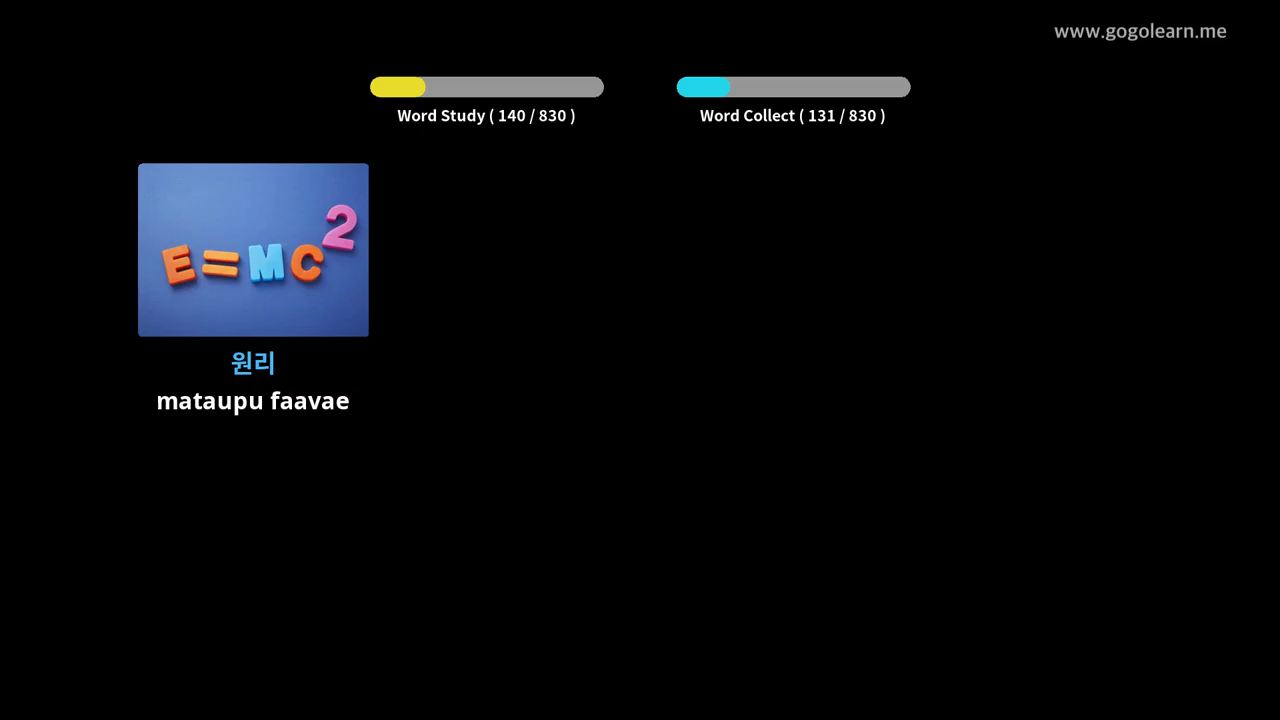 www.gogolearn.me
Word Study ( 140 / 830 )
Word Collect ( 131 / 830 )
E=MC2
원리
mataupu faavae